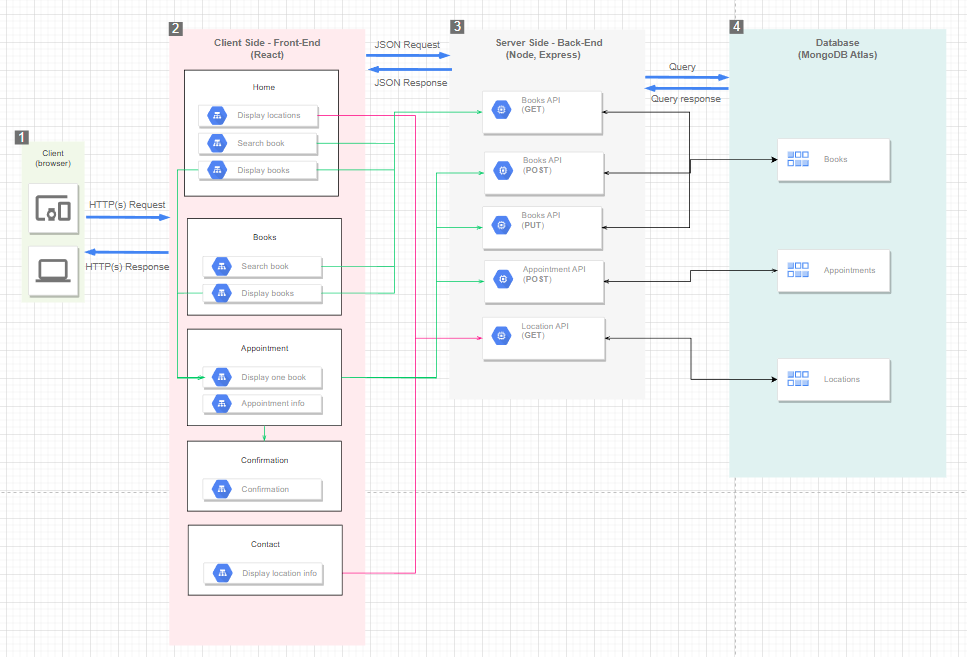 1
Client
(browser)
HTTP(s) Request
HTTP(s) Response
2
Client Side - Front-End
(React)
Home
Display locations
Search book
Display books
Books
Search book
Display books
Appointment
Display one book
Appointment info
Confirmation
Confirmation
Contact
Display location info
JSON Request
JSON Response
3
Server Side - Back-End
(Node, Express)
Books API
(GET)
Books API
(POST)
Books API
(PUT)
Appointment API
(POST)
Location API
(GET)
Query
Query response
4
Database
(MongoDB Atlas)
Books
Appointments
Locations